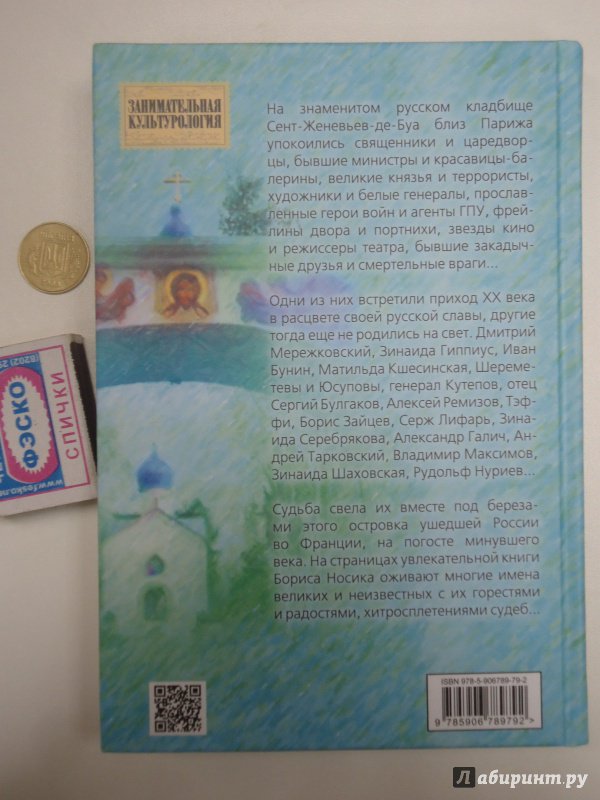 ЗАНИМАТЕЛЬНАЯ
КУЛЬТУРОЛОГИЯ
На знаменитом русском кладбище
Сент-Женевьев-де-Буа близ Парижа
упокоились священники и царедвор-
цы, бывшие министры и красавицы-ба-
лерины, великие князья и террористы,
художники и белые генералы, прослав-
ленные герои войн и агенты ГПУ, фрей-
лины двора и портнихи, звезды кино
и режиссеры театра, бывшие закадыч-
ные друзья и смертельные враги...
Одни из них встретили приход XX века
в расцвете своей русской славы, другие
тогда еще не родились на свет. Дмитрий
Мережковский, Зинаида Гиппиус, Иван
Бунин, Матильда Кшесинская, Шереме-
тевы и Юсуповы, генерал Кутепов, отец
Сергий Булгаков, Алексей Ремизов, Тэф-
фи, Борис Зайцев, Серж Лифарь, Зина-
ида Серебрякова, Александр Галич, Ан-
дрей Тарковский, Владимир Максимов,
Зинаида Шаховская, Рудольф Нуриев...
Судьба свела их вместе под береза-
ми этого островка ушедшей России
во Франции, на погосте минувшего
века. На страницах увлекательной книги
Бориса Носика оживают многие имена
великих и неизвестных с их горестями
и радостями, хитросплетениями судеб...
ISBN 978-5-906789-79-2
9785906789792>
ФЭСКО
СПИЧКИ
www.fesko.ne
(8202) 2
Лабиринт.ру